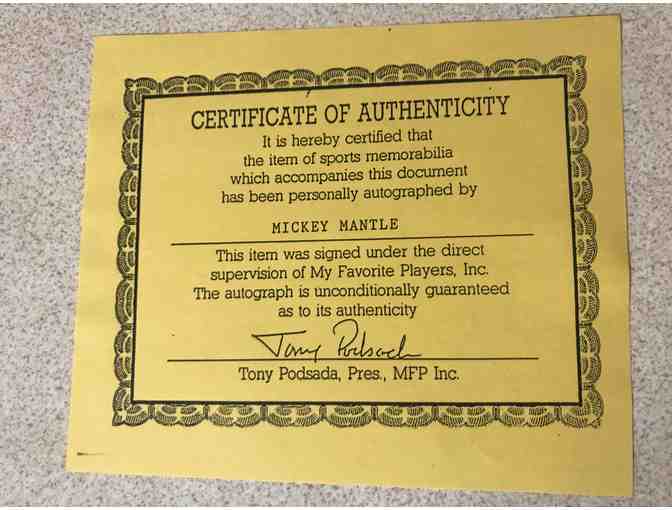 CERTIFICATE OF AUTHENTICITY
It is hereby certified that
the item of sports memorabilia
which accompanies this document
has been personally autographed by
MICKEY MANTLE
This item was signed under the direct
supervision of My Favorite Players, Inc.
The autograph is unconditionally guaranteed
as to its authenticity
Tony Podsada
Tony Podsada, Pres., MFP Inc.